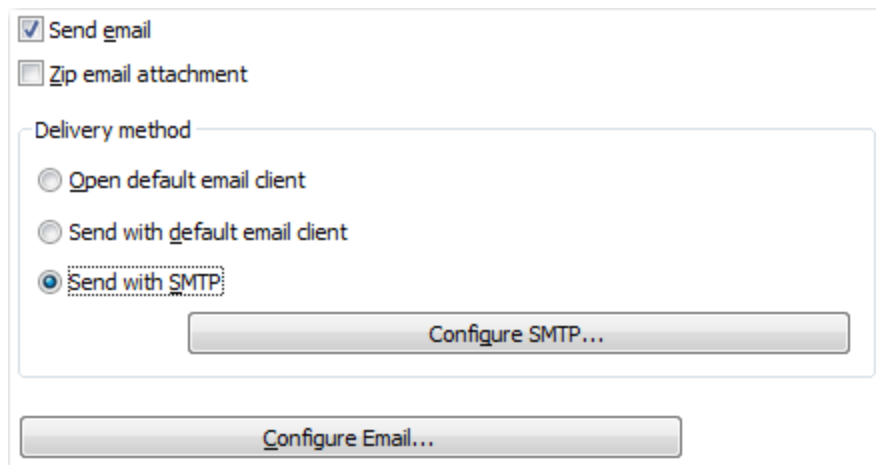 Send email
Zip email attachment
Delivery method
Open default email client
Send with default email client
Send with SMTP
Configure SMTP...
Configure Email...